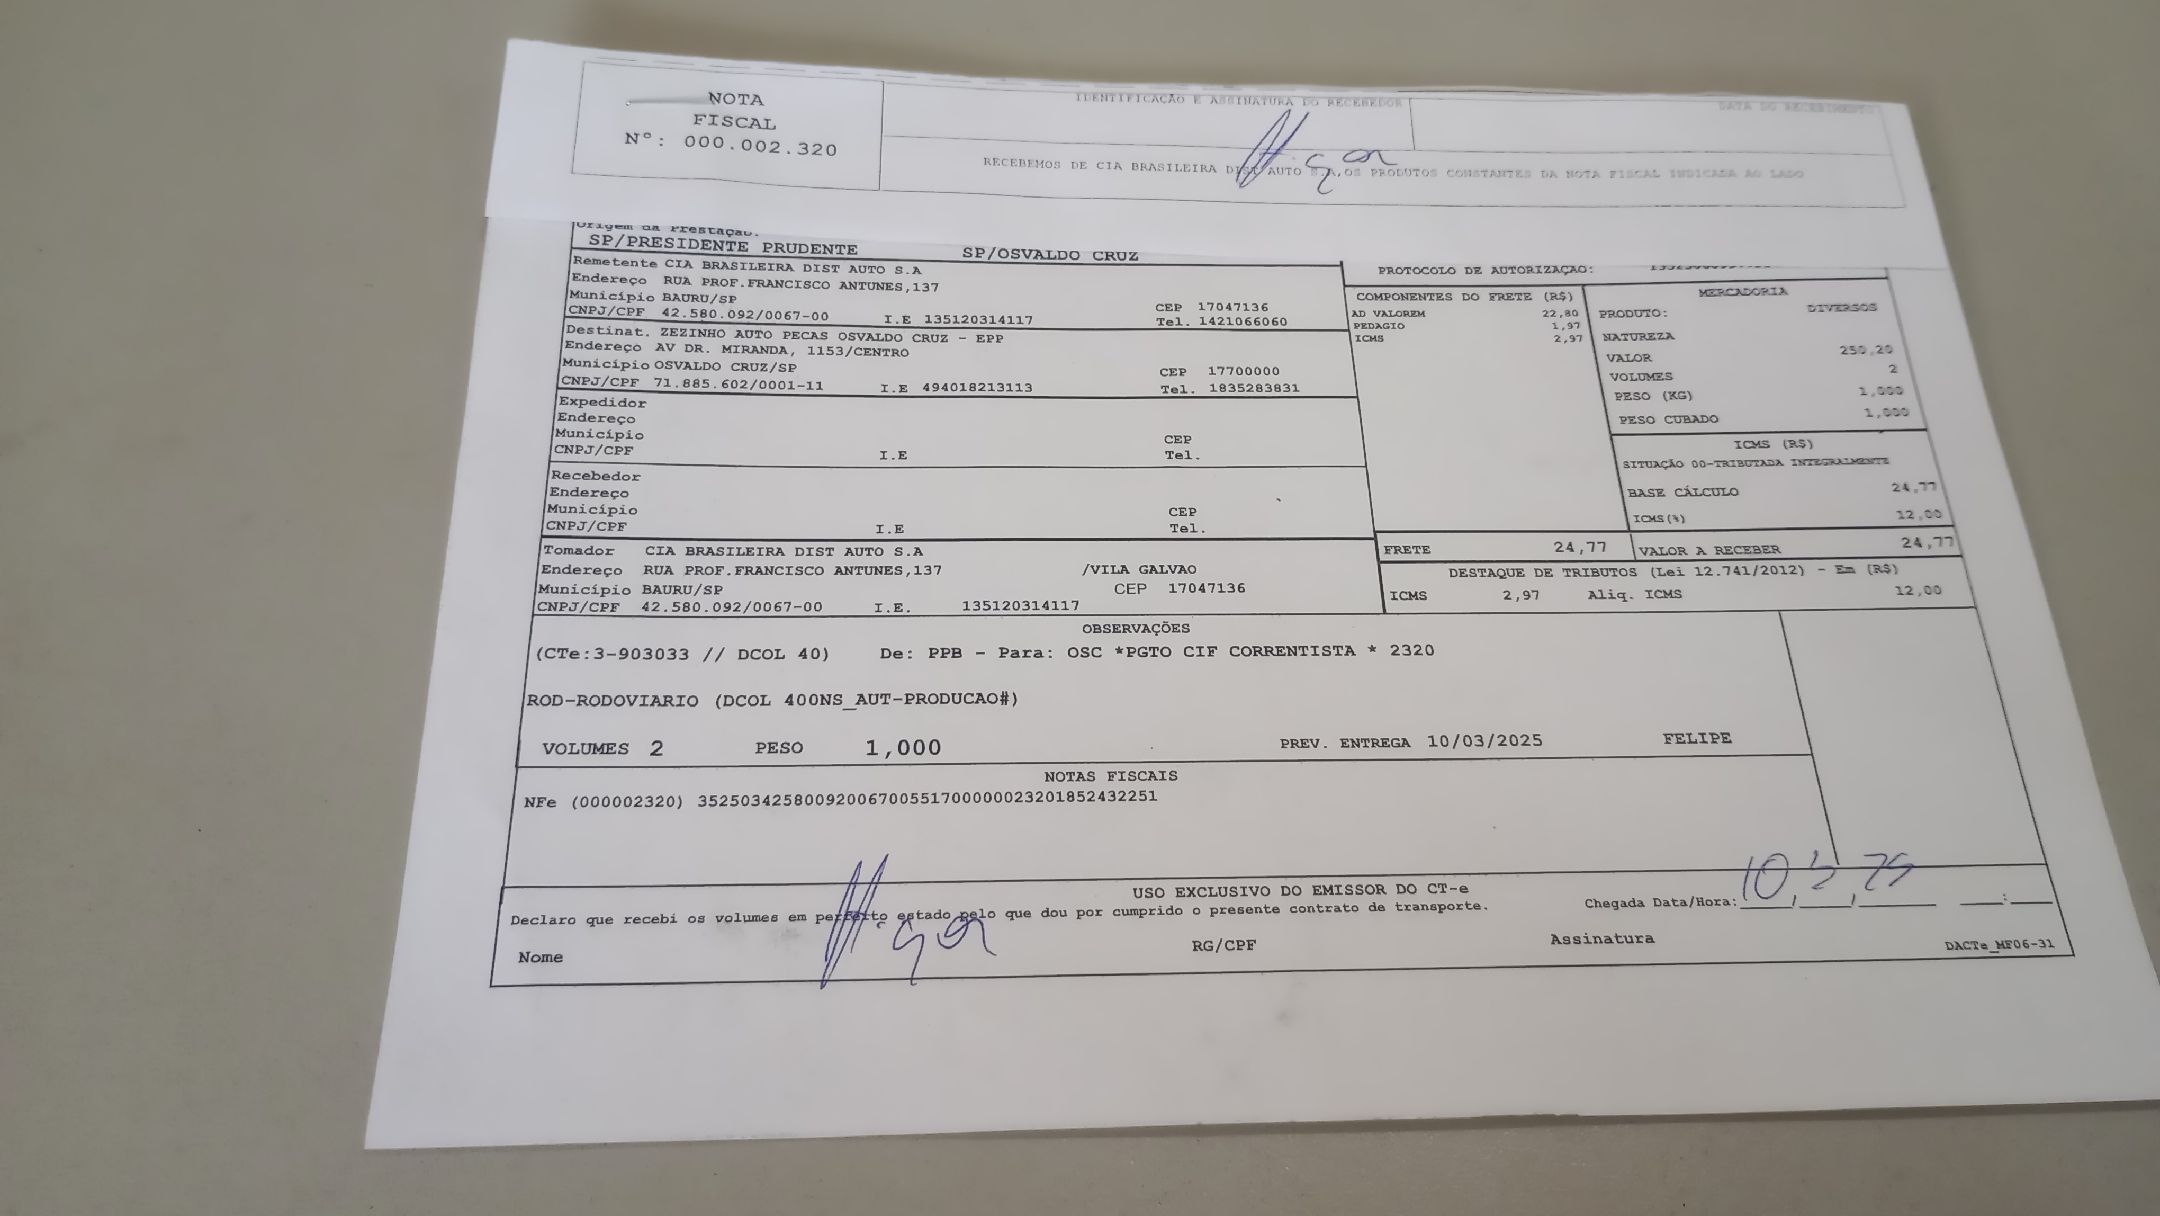 NOTA
FISCAL
Nº: 000.002.320
IDENTIFICAÇÃO E ASSINATURA DO RECEBEDOR
DATA DO RECEBIMENTO
RECEBEMOS DE CIA BRASILEIRA DIST AUTO S.A, OS PRODUTOS CONSTANTES DA NOTA FISCAL INDICADA AO LADO
Origem da Prestação:
SP/PRESIDENTE PRUDENTE SP/OSVALDO CRUZ
Remetente CIA BRASILEIRA DIST AUTO S.A
Endereço RUA PROF.FRANCISCO ANTUNES,137
Município BAURU/SP CEP 17047136
CNPJ/CPF 42.580.092/0067-00 I.E 135120314117 Tel. 1421066060
Destinat. ZEZINHO AUTO PECAS OSVALDO CRUZ - EPP
Endereço AV DR. MIRANDA, 1153/CENTRO
Município OSVALDO CRUZ/SP CEP 17700000
CNPJ/CPF 71.885.602/0001-11 I.E 494018213113 Tel. 1835283831
Expedidor
Endereço
Município CEP
CNPJ/CPF I.E Tel.
Recebedor
Endereço
Município CEP
CNPJ/CPF I.E Tel.
Tomador CIA BRASILEIRA DIST AUTO S.A
Endereço RUA PROF.FRANCISCO ANTUNES,137 /VILA GALVAO
Município BAURU/SP CEP 17047136
CNPJ/CPF 42.580.092/0067-00 I.E. 135120314117
PROTOCOLO DE AUTORIZAÇÃO:
COMPONENTES DO FRETE (R$)
AD VALOREM 22,80
PEDAGIO 1,97
ICMS 2,97
MERCADORIA
PRODUTO: DIVERSOS
NATUREZA
VALOR 250,20
VOLUMES 2
PESO (KG) 1,000
PESO CUBADO 1,000
ICMS (R$)
SITUAÇÃO 00-TRIBUTADA INTEGRALMENTE
BASE CÁLCULO 24,77
ICMS(%) 12,00
FRETE 24,77 VALOR A RECEBER 24,77
DESTAQUE DE TRIBUTOS (Lei 12.741/2012) - Em (R$)
ICMS 2,97 Aliq. ICMS 12,00
OBSERVAÇÕES
(CTe:3-903033 // DCOL 40) De: PPB - Para: OSC *PGTO CIF CORRENTISTA * 2320
ROD-RODOVIARIO (DCOL 400NS_AUT-PRODUCAO#)
VOLUMES 2 PESO 1,000 PREV. ENTREGA 10/03/2025 FELIPE
NOTAS FISCAIS
NFe (000002320) 35250342580092006700551700000023201852432251
USO EXCLUSIVO DO EMISSOR DO CT-e
Declaro que recebi os volumes em perfeito estado pelo que dou por cumprido o presente contrato de transporte.
Chegada Data/Hora: 10/3/25 __:__
Nome RG/CPF Assinatura DACTe_MF06-31